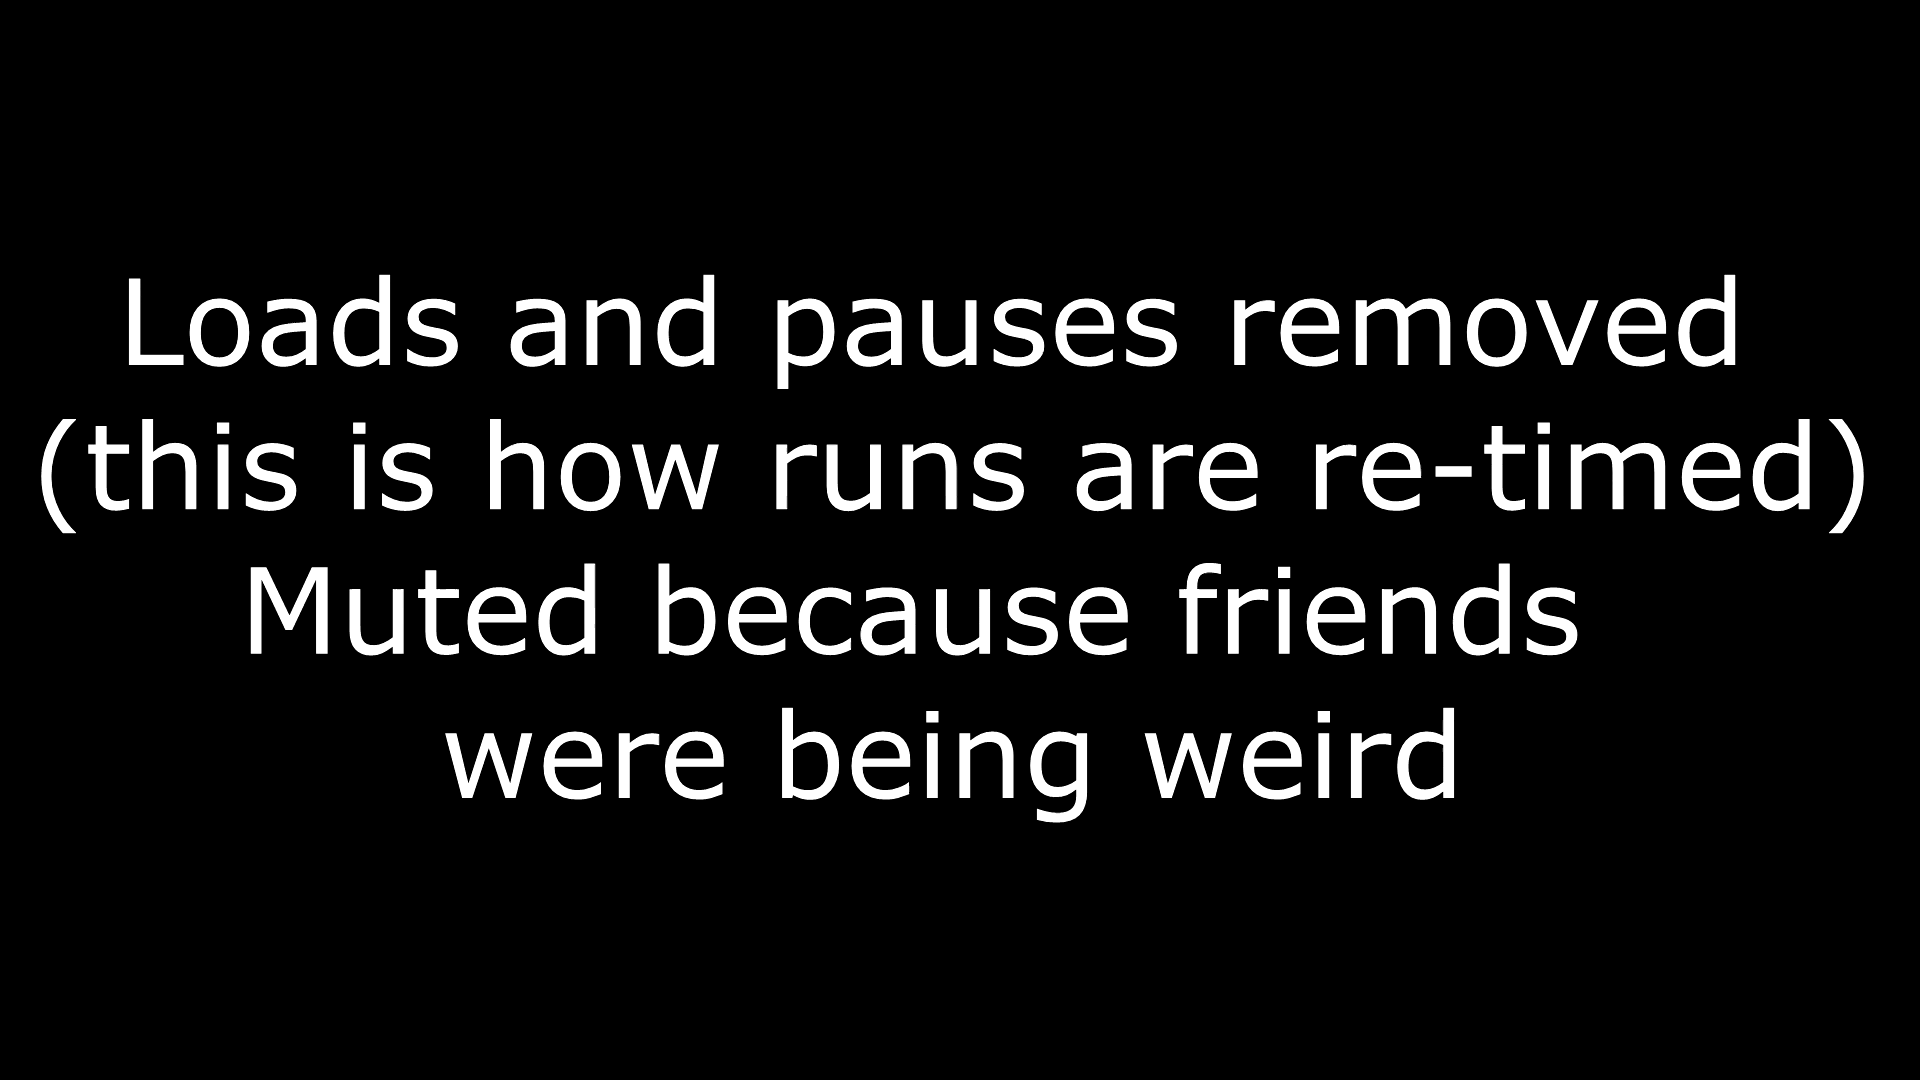 Loads and pauses removed
(this is how runs are re-timed)
Muted because friends
were being weird